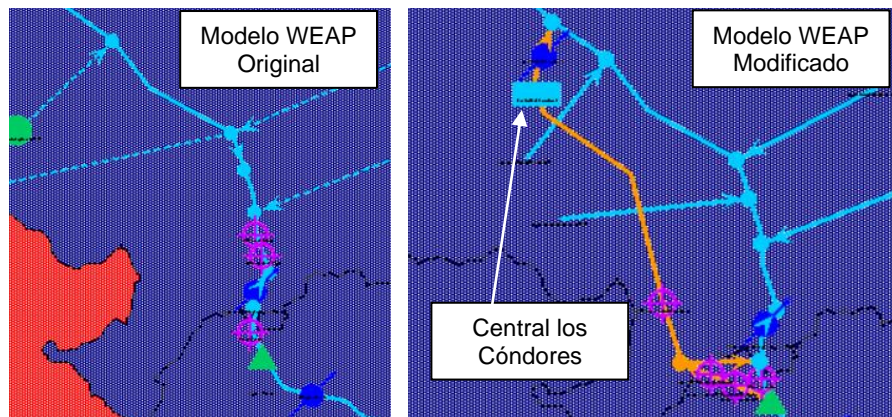 Modelo WEAP
Original
Modelo WEAP
Modificado
Central los
Cóndores